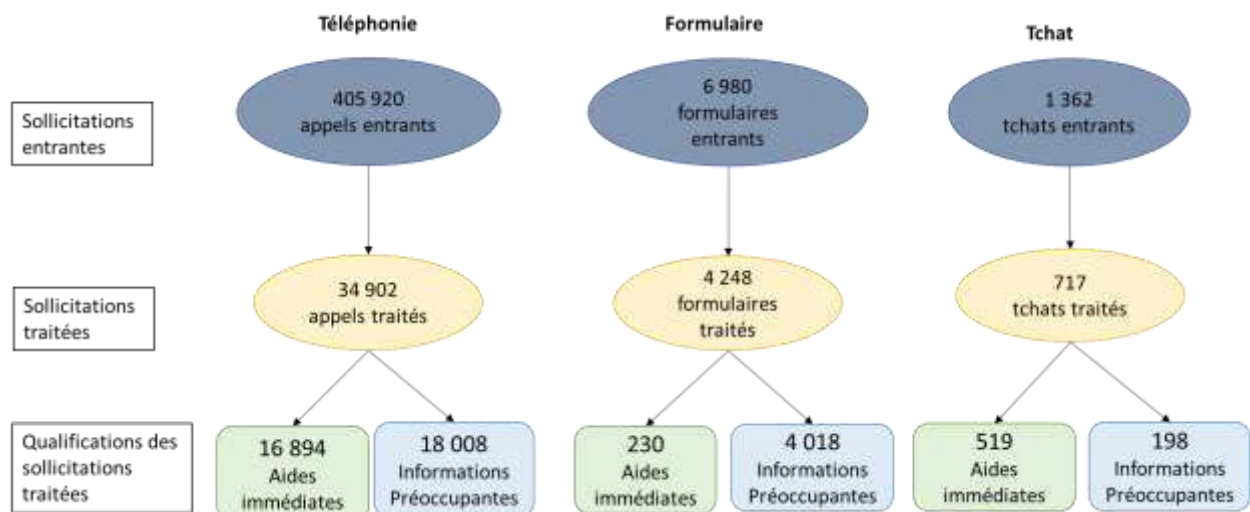 Téléphonie
Formulaire
Tchat
Sollicitations
entrantes
405 920
appels entrants
6 980
formulaires
entrants
1 362
tchats entrants
Sollicitations
traitées
34 902
appels traités
4 248
formulaires
traités
717
tchats traités
Qualifications des
sollicitations
traitées
16 894
Aides
immédiates
18 008
Informations
Préoccupantes
230
Aides
immédiates
4 018
Informations
Préoccupantes
519
Aides
immédiates
198
Informations
Préoccupantes